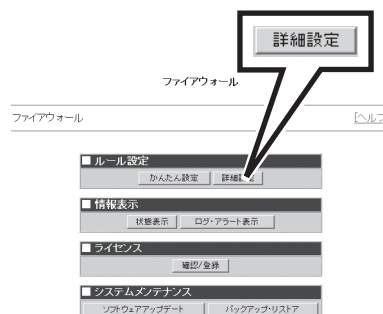 詳細設定
ファイアウォール
ファイアウォール [ヘルプ
■ ルール設定
かんたん設定 詳細設定
■ 情報表示
状態表示 ログ・アラート表示
■ ライセンス
確認/登録
■ システムメンテナンス
ソフトウェアアップデート バックアップ・リストア